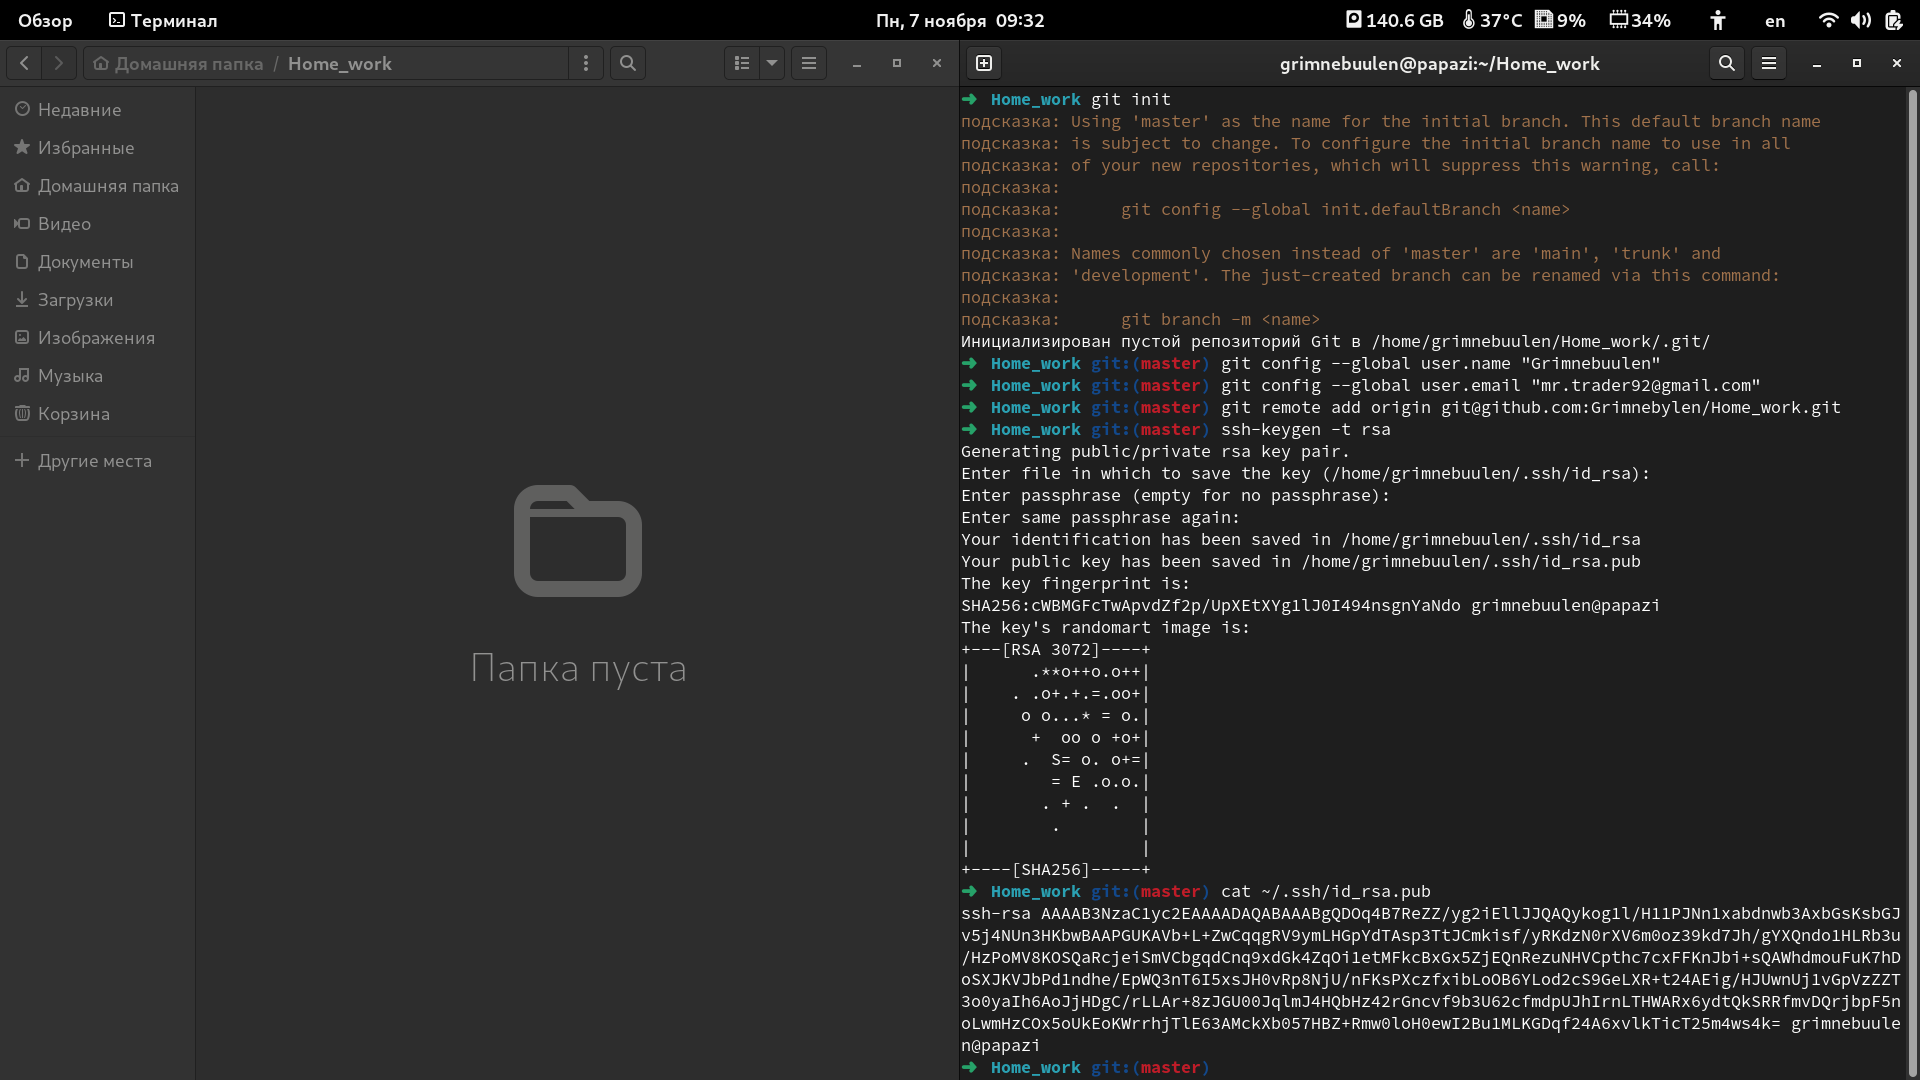 Обзор
Терминал
Пн, 7 ноября 09:32
140.6 GB
37°C
9%
34%
en
Домашняя папка / Home_work
Недавние
Избранные
Домашняя папка
Видео
Документы
Загрузки
Изображения
Музыка
Корзина
Другие места
Папка пуста
grimnebuulen@papazi:~/Home_work
➜ Home_work git init
подсказка: Using 'master' as the name for the initial branch. This default branch name
подсказка: is subject to change. To configure the initial branch name to use in all
подсказка: of your new repositories, which will suppress this warning, call:
подсказка:
подсказка:       git config --global init.defaultBranch <name>
подсказка:
подсказка: Names commonly chosen instead of 'master' are 'main', 'trunk' and
подсказка: 'development'. The just-created branch can be renamed via this command:
подсказка:
подсказка:       git branch -m <name>
Инициализирован пустой репозиторий Git в /home/grimnebuulen/Home_work/.git/
➜ Home_work git:(master) git config --global user.name "Grimnebuulen"
➜ Home_work git:(master) git config --global user.email "mr.trader92@gmail.com"
➜ Home_work git:(master) git remote add origin git@github.com:Grimnebylen/Home_work.git
➜ Home_work git:(master) ssh-keygen -t rsa
Generating public/private rsa key pair.
Enter file in which to save the key (/home/grimnebuulen/.ssh/id_rsa):
Enter passphrase (empty for no passphrase):
Enter same passphrase again:
Your identification has been saved in /home/grimnebuulen/.ssh/id_rsa
Your public key has been saved in /home/grimnebuulen/.ssh/id_rsa.pub
The key fingerprint is:
SHA256:cWBMGFcTwApvdZf2p/UpXEtXYg1lJ0I494nsgnYaNdo grimnebuulen@papazi
The key's randomart image is:
+---[RSA 3072]----+
|      .**o++o.o++|
|    . .o+.+.=.oo+|
|     o o...* = o.|
|      +  oo o +o+|
|     .  S= o. o+=|
|        = E .o.o.|
|       . + .  .  |
|        .        |
|                 |
+----[SHA256]-----+
➜ Home_work git:(master) cat ~/.ssh/id_rsa.pub
ssh-rsa AAAAB3NzaC1yc2EAAAADAQABAAABgQDOq4B7ReZZ/yg2iEllJJQAQykog1l/H11PJNn1xabdnwb3AxbGsKsbGJ
v5j4NUn3HKbwBAAPGUKAVb+L+ZwCqqgRV9ymLHGpYdTAsp3TtJCmkisf/yRKdzN0rXV6m0oz39kd7Jh/gYXQndo1HLRb3u
/HzPoMV8KOSQaRcjeiSmVCbgqdCnq9xdGk4ZqOi1etMFkcBxGx5ZjEQnRezuNHVCpthc7cxFFKnJbi+sQAWhdmouFuK7hD
oSXJKVJbPd1ndhe/EpWQ3nT6I5xsJH0vRp8NjU/nFKsPXczfxibLoOB6YLod2cS9GeLXR+t24AEig/HJUwnUj1vGpVzZZT
3o0yaIh6AoJjHDgC/rLLAr+8zJGU00JqlmJ4HQbHz42rGncvf9b3U62cfmdpUJhIrnLTHWARx6ydtQkSRRfmvDQrjbpF5n
oLwmHzCOx5oUkEoKWrrhjTlE63AMckXb057HBZ+Rmw0loH0ewI2Bu1MLKGDqf24A6xvlkTicT25m4ws4k= grimnebuule
n@papazi
➜ Home_work git:(master)